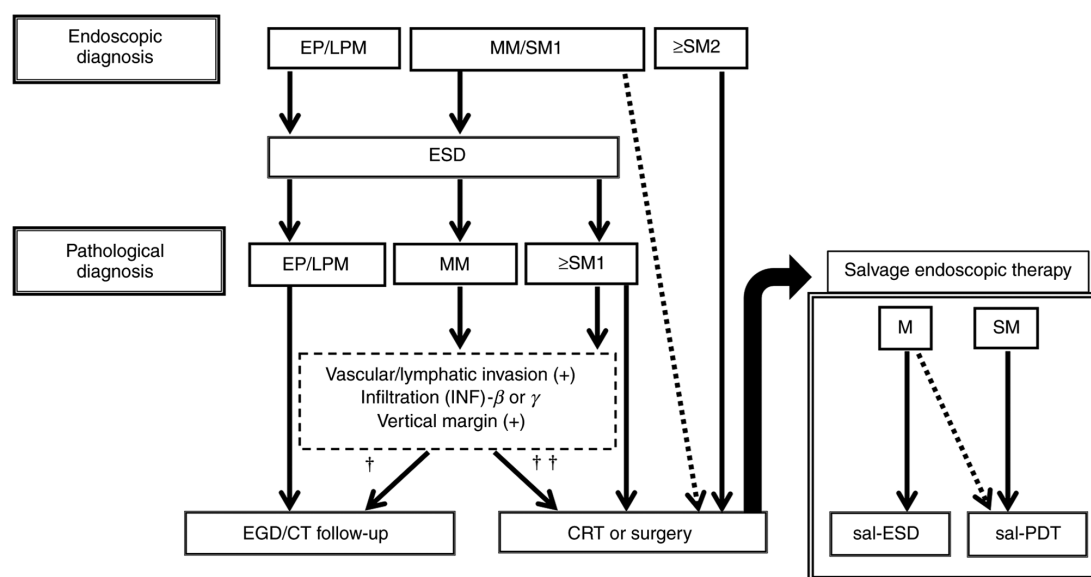 Endoscopic
diagnosis
EP/LPM
MM/SM1
≥SM2
ESD
Pathological
diagnosis
EP/LPM
MM
≥SM1
Salvage endoscopic therapy
M
SM
Vascular/lymphatic invasion (+)
Infiltration (INF)-β or γ
Vertical margin (+)
†
† †
EGD/CT follow-up
CRT or surgery
sal-ESD
sal-PDT